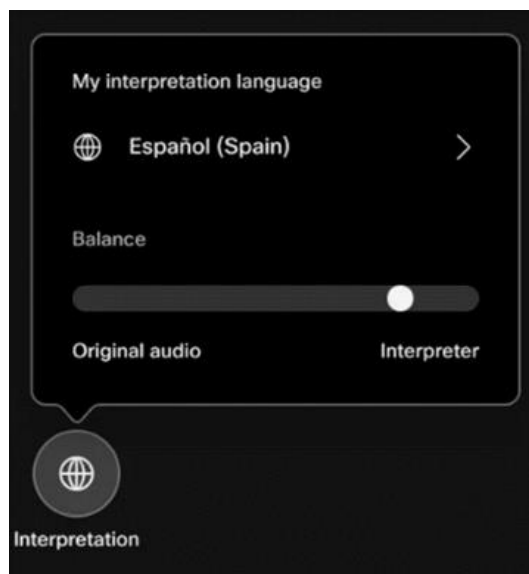 My interpretation language
Español (Spain)
Balance
Original audio
Interpreter
Interpretation